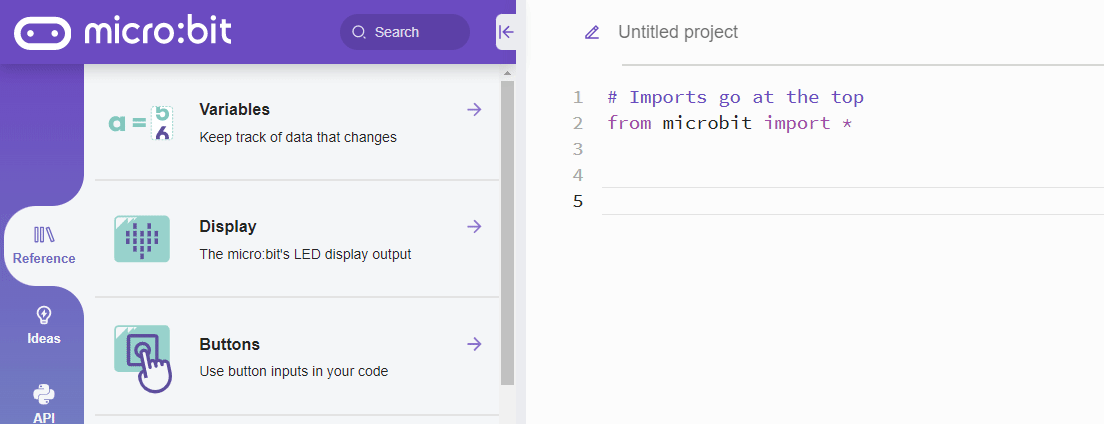 micro:bit
Search
Untitled project
a = 5
6
Variables
Keep track of data that changes
Display
The micro:bit's LED display output
Buttons
Use button inputs in your code
Reference
Ideas
API
1 # Imports go at the top
2 from microbit import *
3
4
5